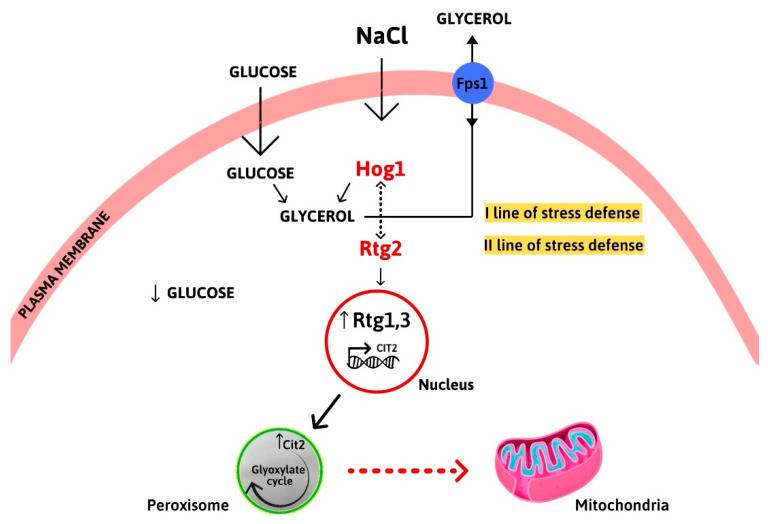 GLYCEROL
NaCl
GLUCOSE
Fps1
GLUCOSE
Hog1
GLYCEROL
I line of stress defense
Rtg2
II line of stress defense
PLASMA MEMBRANE
↓ GLUCOSE
↑ Rtg1,3
CIT2
Nucleus
↑Cit2
Glyoxylate
cycle
Peroxisome
Mitochondria